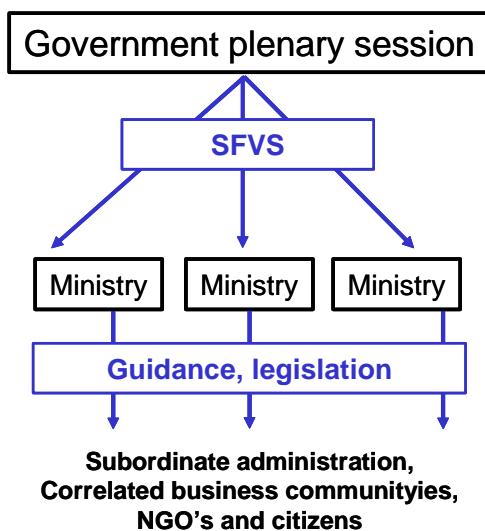 Government plenary session
SFVS
Ministry Ministry Ministry
Guidance, legislation
Subordinate administration,
Correlated business communityies,
NGO's and citizens